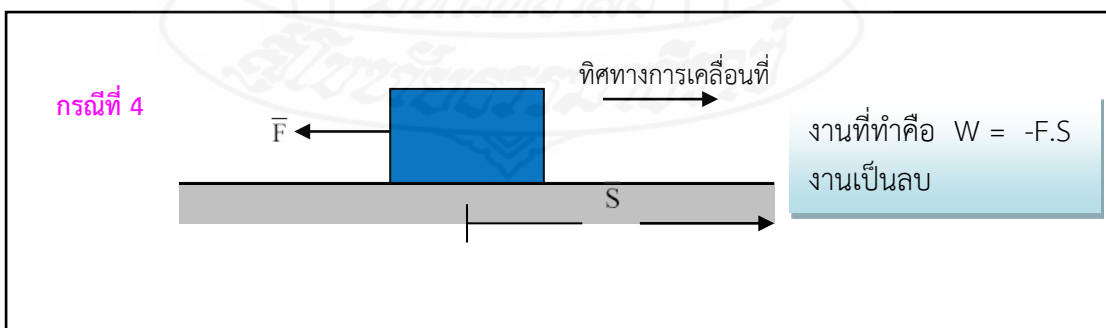 กรณีที่ 4
ทิศทางการเคลื่อนที่
F
งานที่ทำคือ W = -F.S
งานเป็นลบ
S